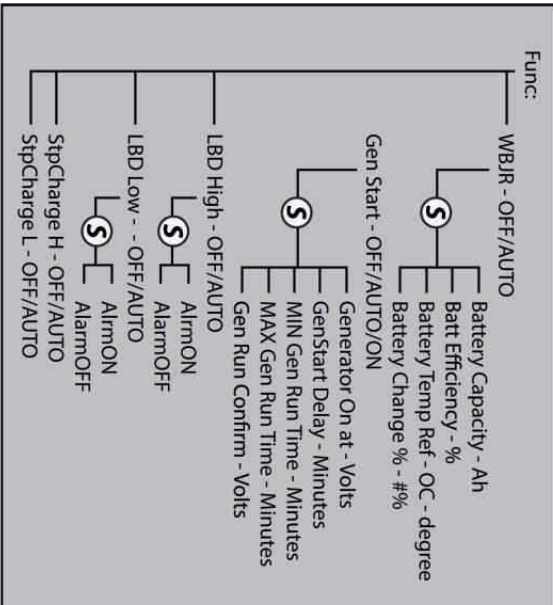 Func:
WBJR - OFF/AUTO
S
Battery Capacity - Ah
Batt Efficiency - %
Battery Temp Ref - OC - degree
Battery Change % - #%
Gen Start - OFF/AUTO/ON
S
Generator On at - Volts
GenStart Delay - Minutes
MIN Gen Run Time - Minutes
MAX Gen Run Time - Minutes
Gen Run Confirm - Volts
LBD High - OFF/AUTO
S
AlrmON
AlarmOFF
LBD Low - - OFF/AUTO
S
AlrmON
AlarmOFF
StpCharge H - OFF/AUTO
StpCharge L - OFF/AUTO